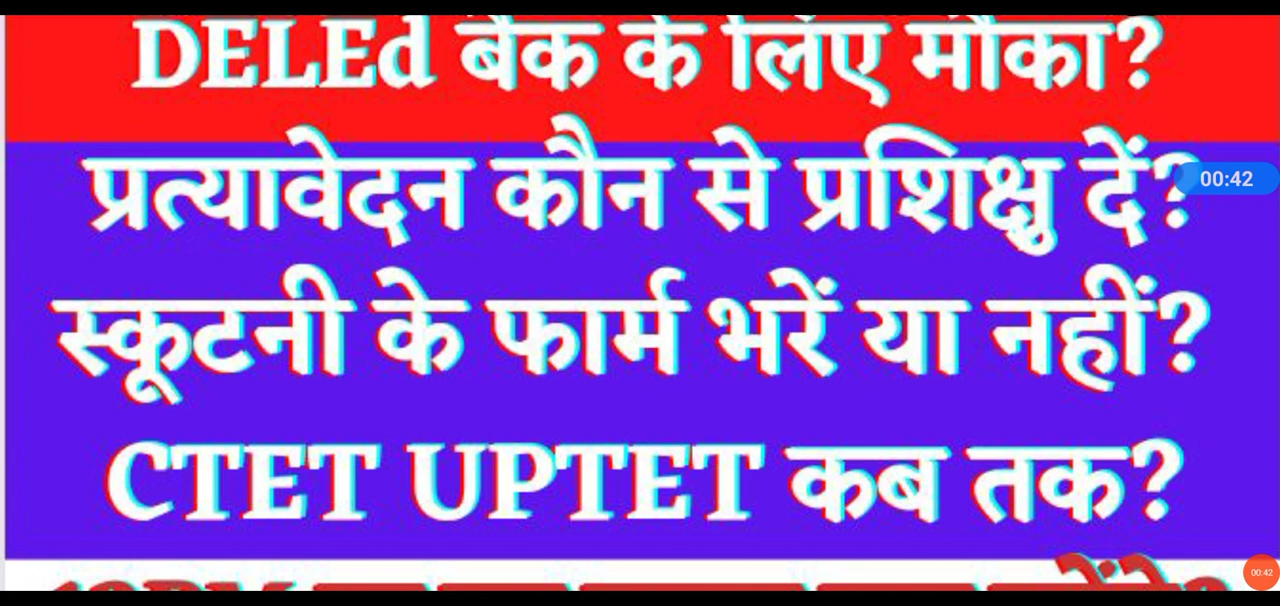 DELEd बैक के लिए मौका?
प्रत्यावेदन कौन से प्रशिक्षु दें?
00:42
स्कूटनी के फार्म भरें या नहीं?
CTET UPTET कब तक?
00:42